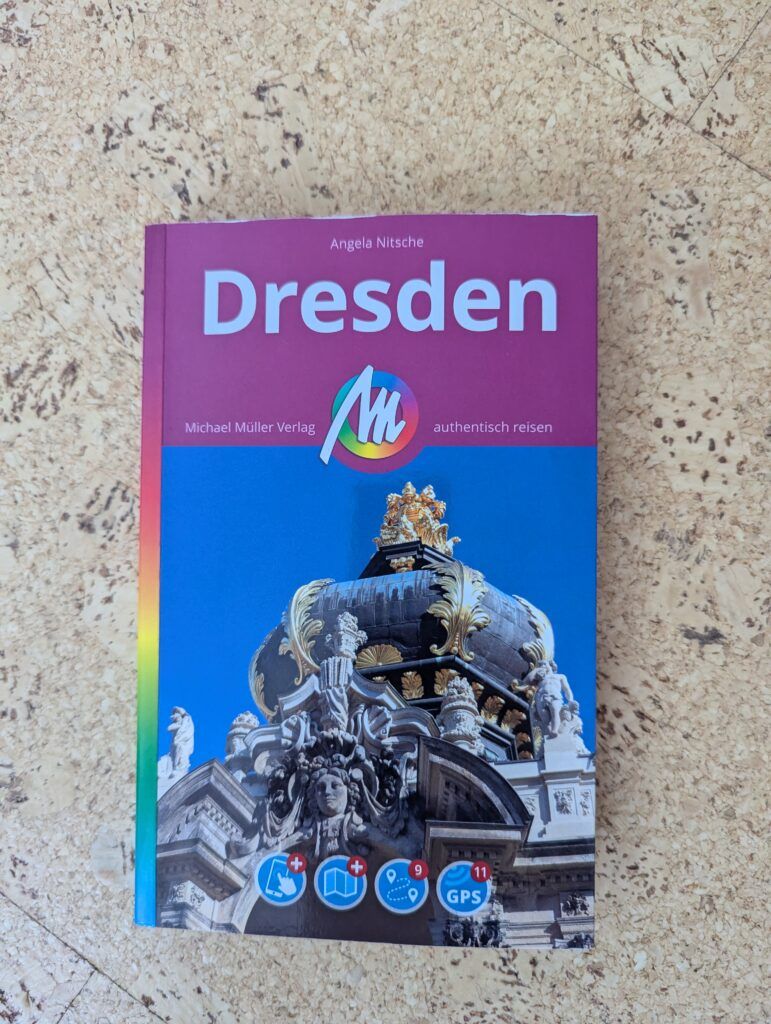 Angela Nitsche
Dresden
Michael Müller Verlag
authentisch reisen
9
11
GPS